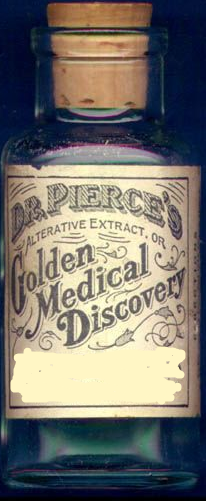 DR. PIERCE'S
ALTERATIVE EXTRACT, OR
Golden
Medical
Discovery